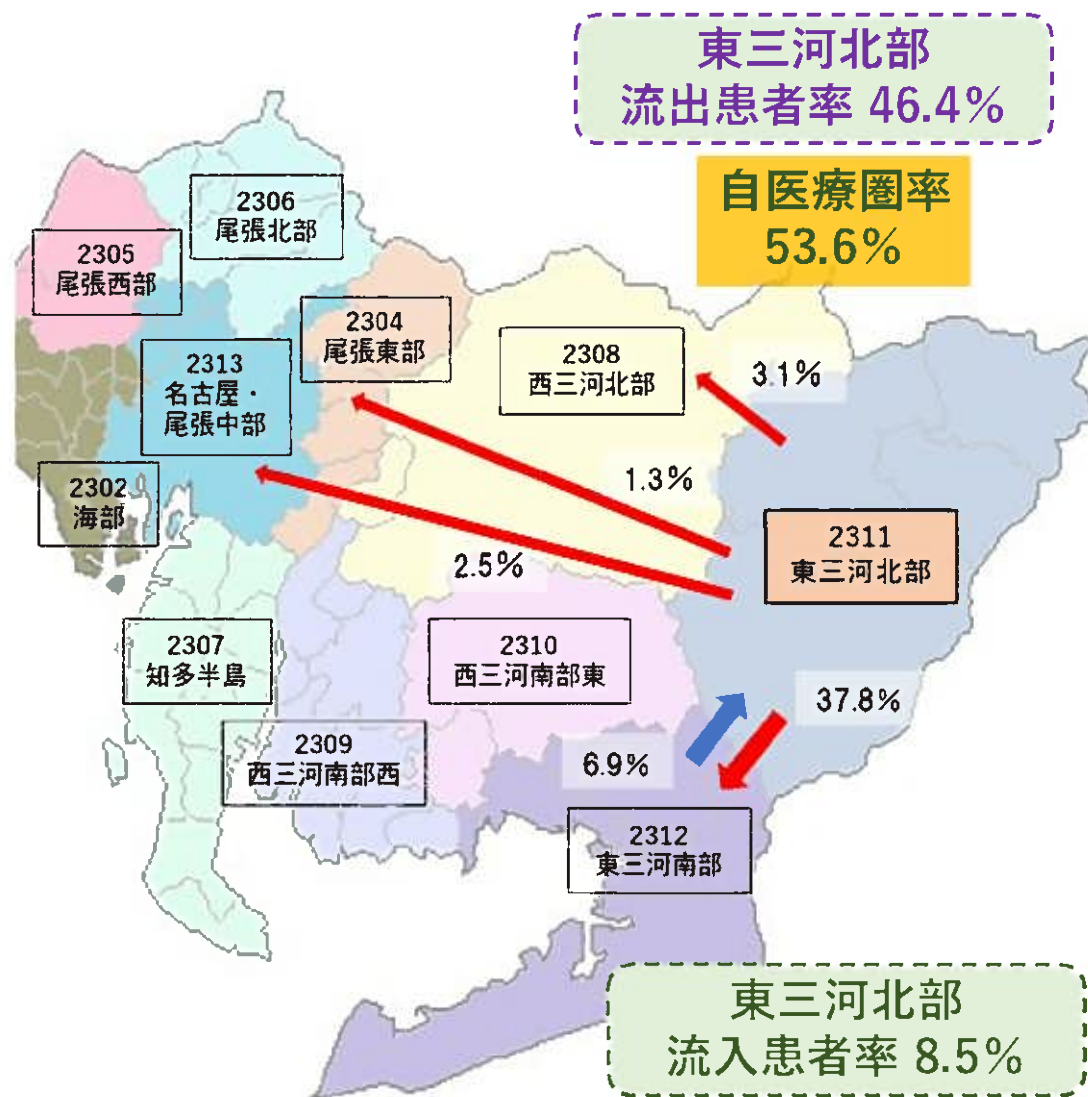 東三河北部
流出患者率 46.4%
自医療圏率
53.6%
2306
尾張北部
2305
尾張西部
2304
尾張東部
2313
名古屋・
尾張中部
2308
西三河北部
3.1%
2302
海部
1.3%
2311
東三河北部
2.5%
2307
知多半島
2310
西三河南部東
37.8%
2309
西三河南部西
6.9%
2312
東三河南部
東三河北部
流入患者率 8.5%